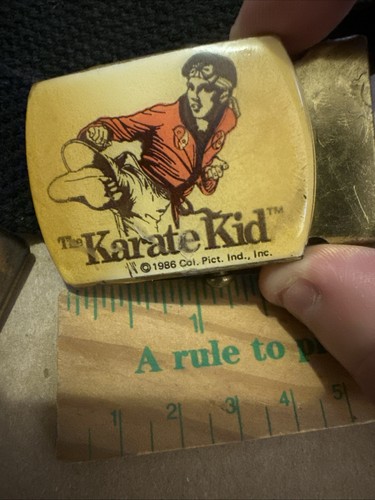 The Karate Kid™
©1986 Col. Pict. Ind., Inc.
1
A rule to
1 2 3 4 5